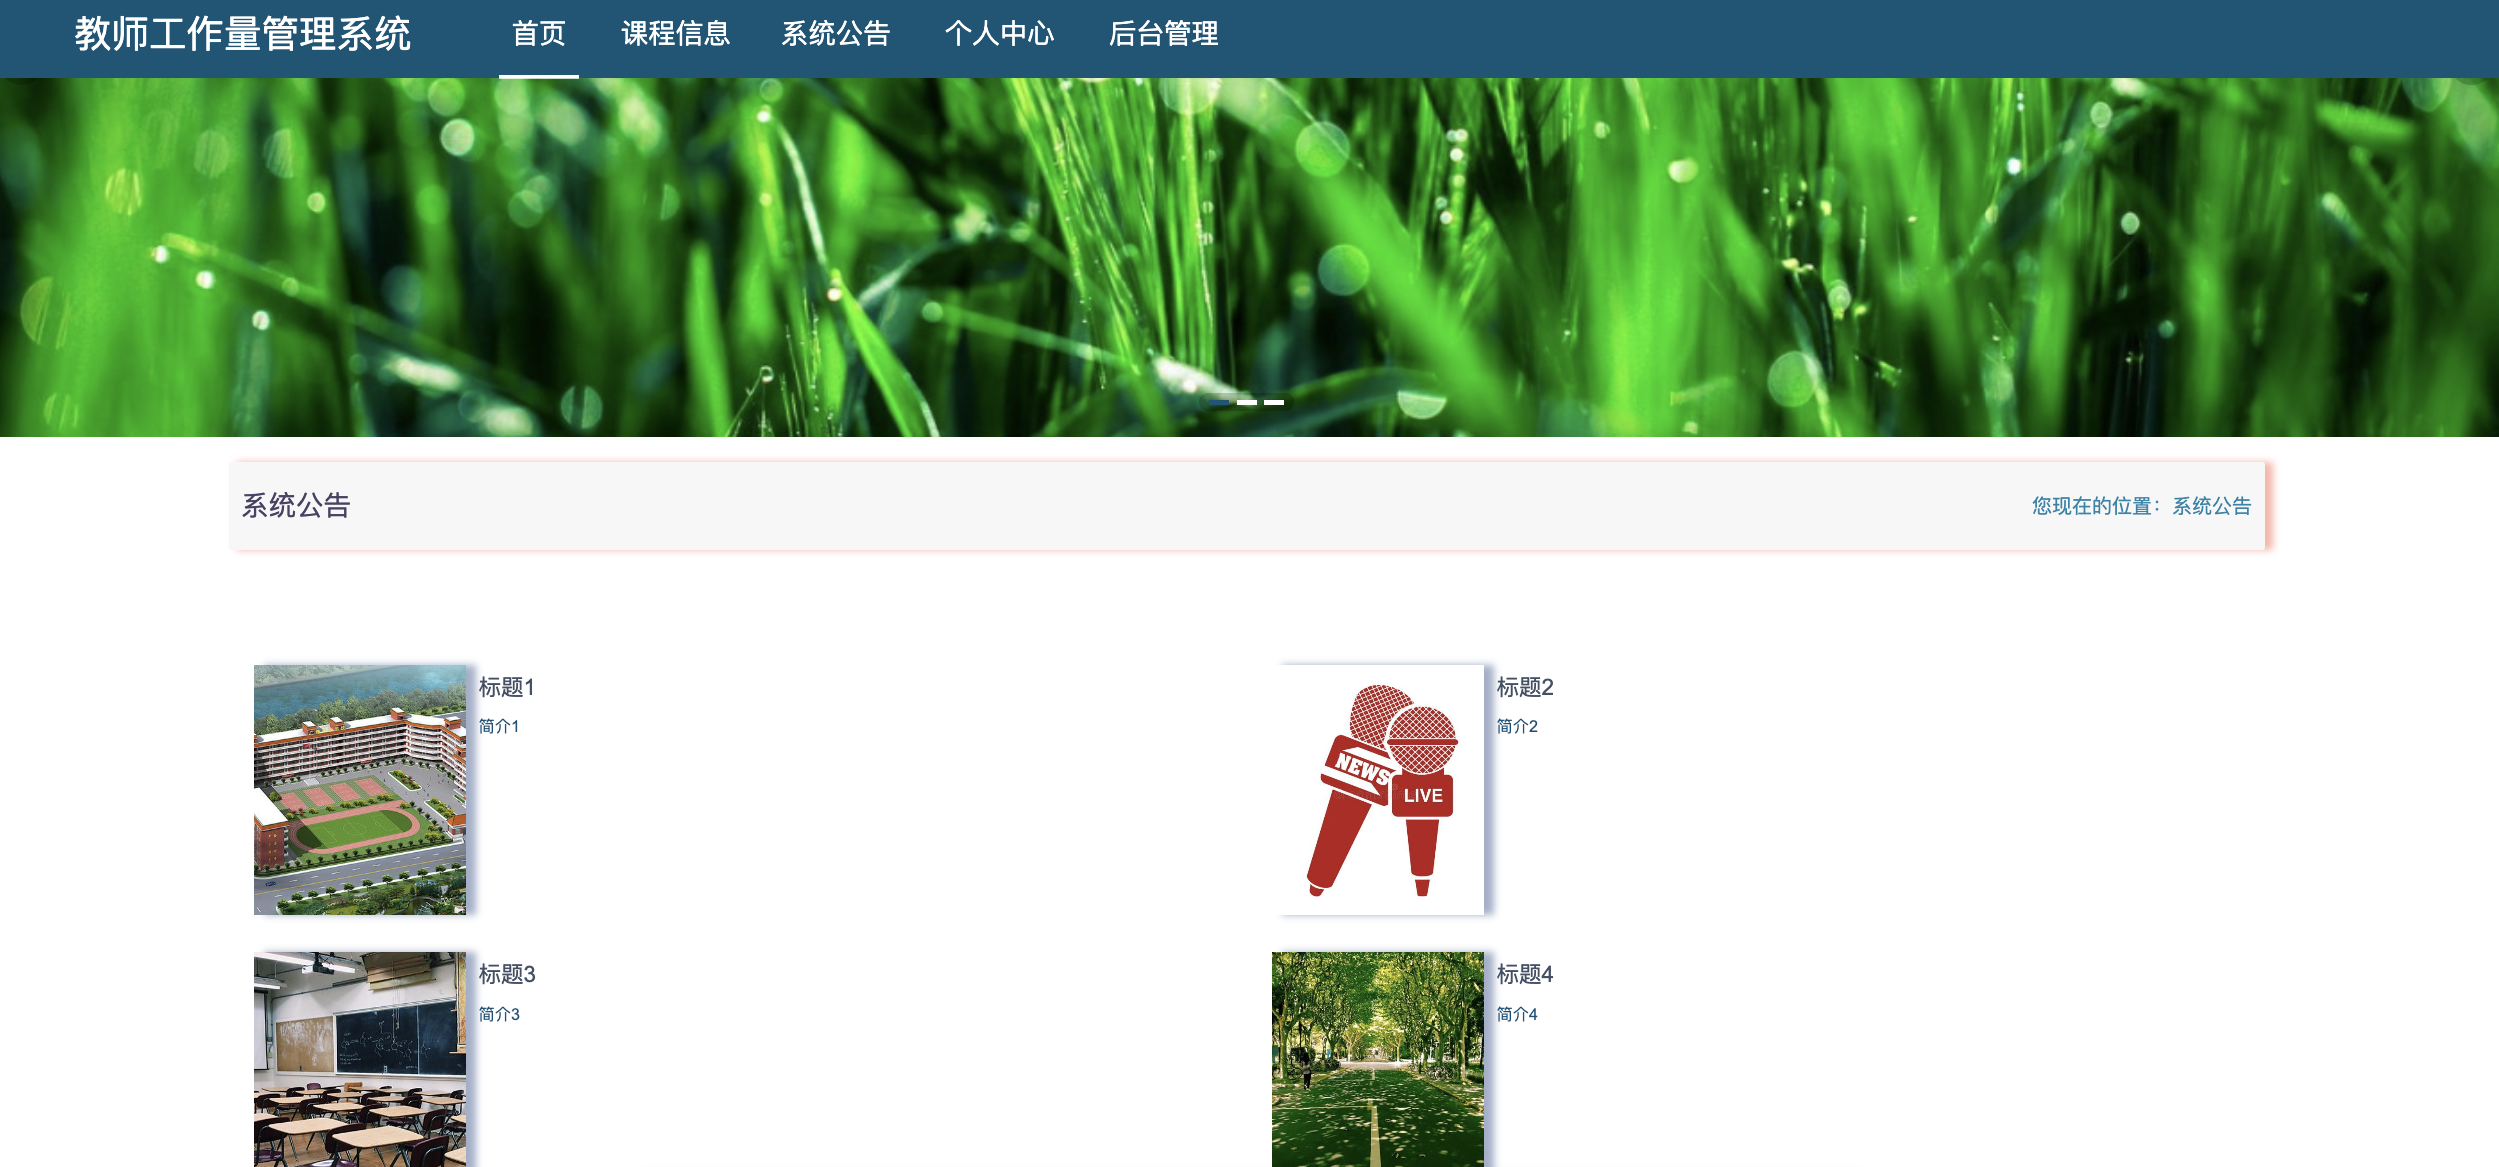 教师工作量管理系统 首页 课程信息 系统公告 个人中心 后台管理
系统公告 您现在的位置：系统公告
标题1
简介1
NEWS
LIVE
标题2
简介2
标题3
简介3
标题4
简介4